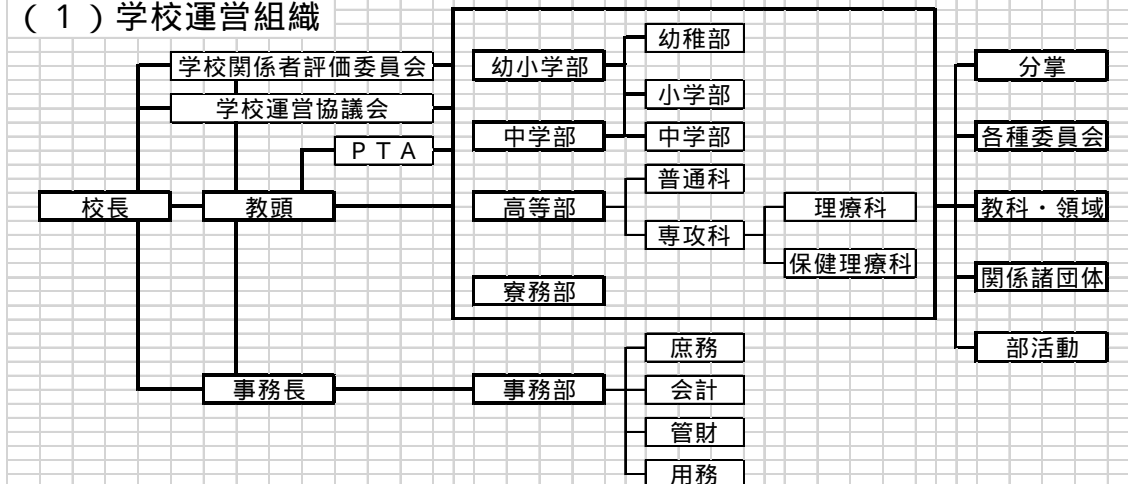 （１）学校運営組織
幼稚部
学校関係者評価委員会
幼小学部
分掌
小学部
学校運営協議会
中学部
中学部
各種委員会
ＰＴＡ
普通科
校長
教頭
高等部
理療科
教科・領域
専攻科
保健理療科
関係諸団体
寮務部
庶務
部活動
事務長
事務部
会計
管財
用務